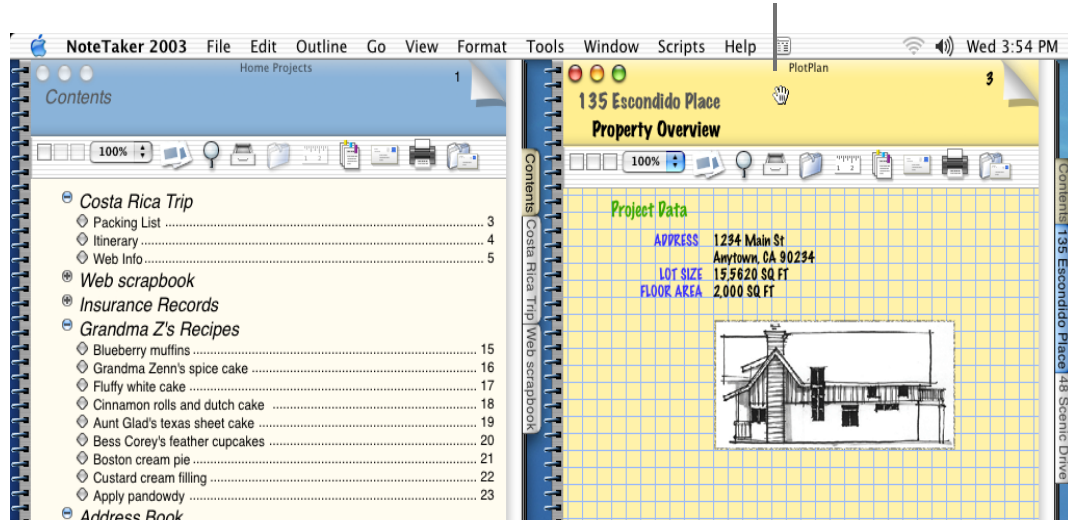 NoteTaker 2003 File Edit Outline Go View Format Tools Window Scripts Help Wed 3:54 PM
Home Projects
1
Contents
100%
Costa Rica Trip
Packing List ........ 3
Itinerary ........ 4
Web Info ........ 5
Web scrapbook
Insurance Records
Grandma Z's Recipes
Blueberry muffins ........ 15
Grandma Zenn's spice cake ........ 16
Fluffy white cake ........ 17
Cinnamon rolls and dutch cake ........ 18
Aunt Glad's texas sheet cake ........ 19
Bess Corey's feather cupcakes ........ 20
Boston cream pie ........ 21
Custard cream filling ........ 22
Apply pandowdy ........ 23
Address Book
Contents
Costa Rica Trip
Web scrapbook
PlotPlan
3
135 Escondido Place
Property Overview
100%
1 2
Project Data
ADDRESS 1234 Main St
Anytown, CA 90234
LOT SIZE 15,5620 SQ FT
FLOOR AREA 2,000 SQ FT
Contents
135 Escondido Place
48 Scenic Drive